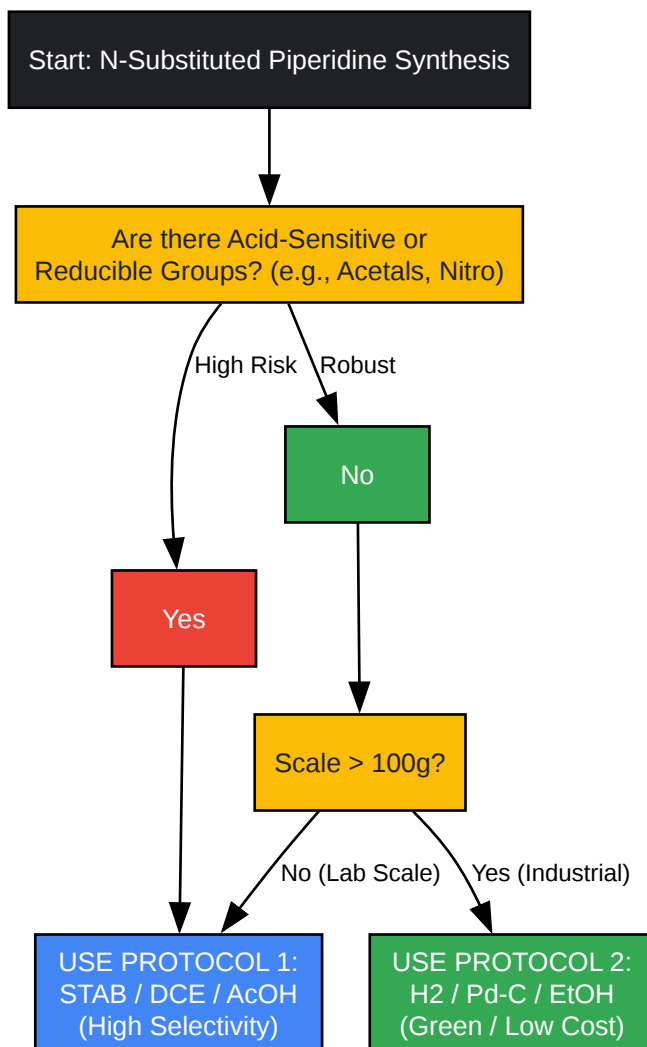 Start: N-Substituted Piperidine Synthesis
Are there Acid-Sensitive or
Reducible Groups? (e.g., Acetals, Nitro)
High Risk
Robust
No
Yes
Scale > 100g?
No (Lab Scale)
Yes (Industrial)
USE PROTOCOL 1:
STAB / DCE / AcOH
(High Selectivity)
USE PROTOCOL 2:
H2 / Pd-C / EtOH
(Green / Low Cost)